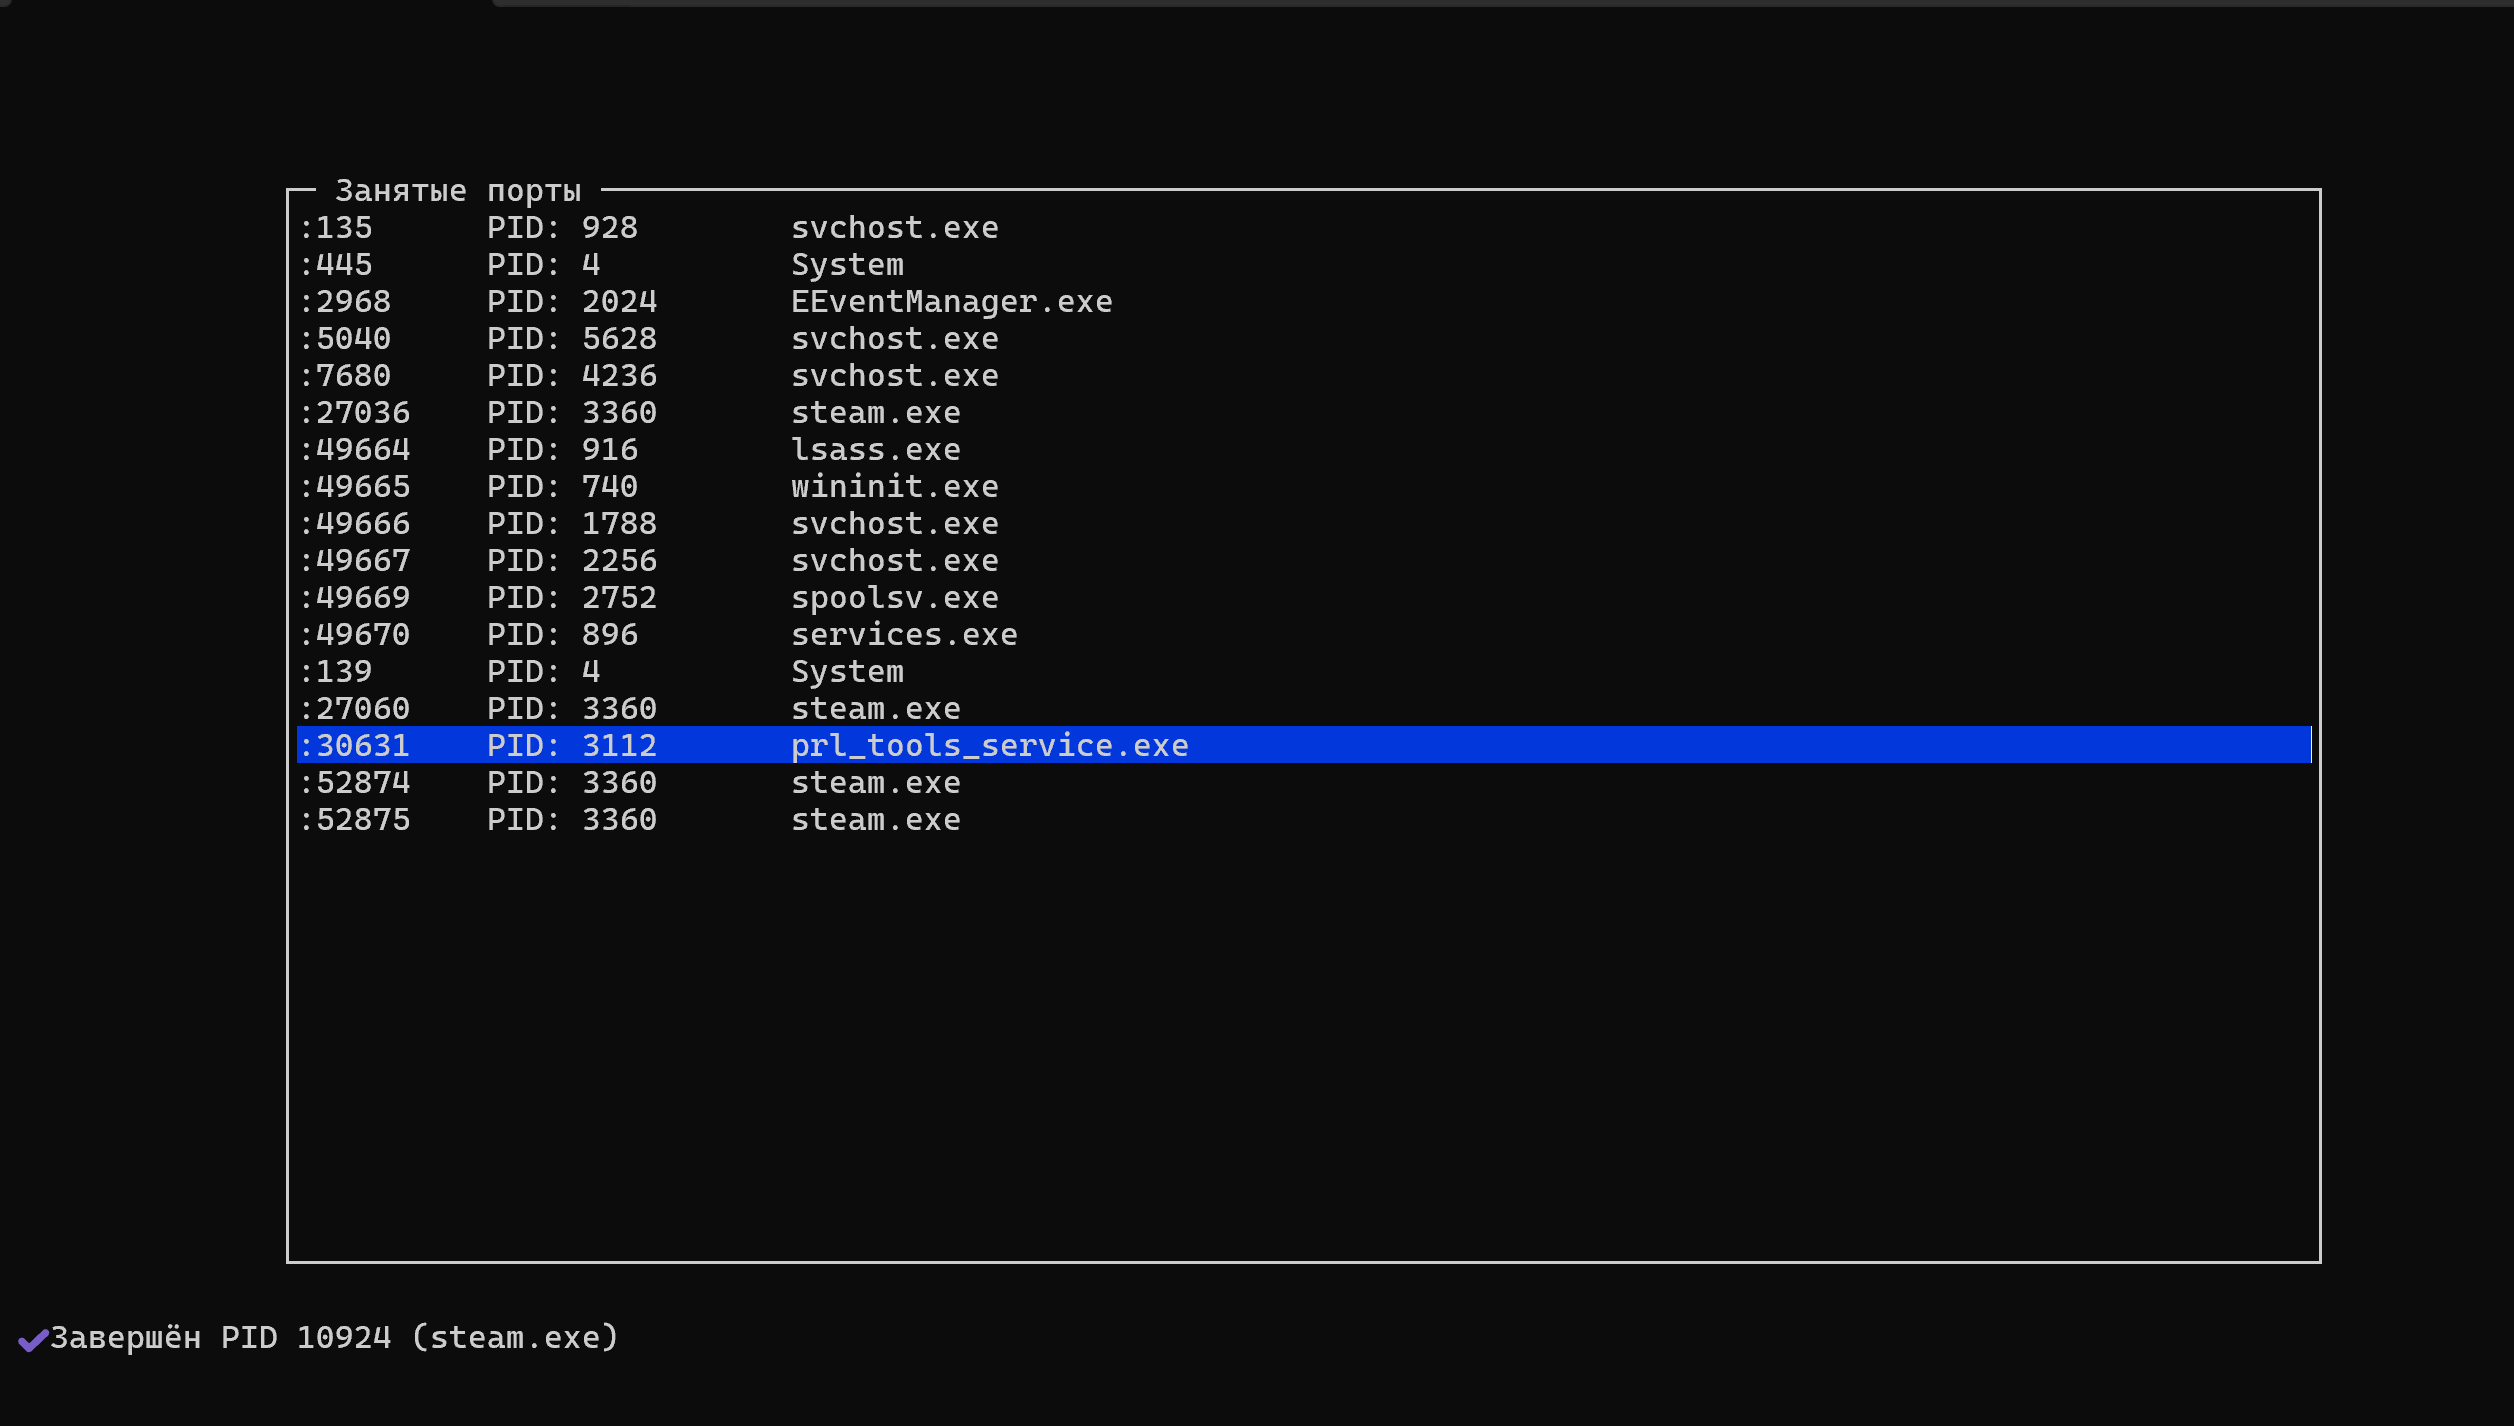 Занятые порты
:135 PID: 928 svchost.exe
:445 PID: 4 System
:2968 PID: 2024 EEventManager.exe
:5040 PID: 5628 svchost.exe
:7680 PID: 4236 svchost.exe
:27036 PID: 3360 steam.exe
:49664 PID: 916 lsass.exe
:49665 PID: 740 wininit.exe
:49666 PID: 1788 svchost.exe
:49667 PID: 2256 svchost.exe
:49669 PID: 2752 spoolsv.exe
:49670 PID: 896 services.exe
:139 PID: 4 System
:27060 PID: 3360 steam.exe
:30631 PID: 3112 prl_tools_service.exe
:52874 PID: 3360 steam.exe
:52875 PID: 3360 steam.exe
Завершён PID 10924 (steam.exe)